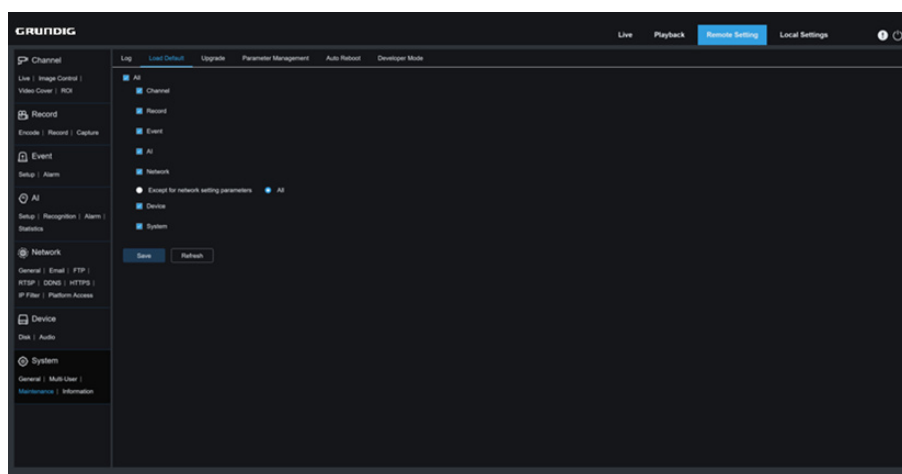 GRUNDIG
Live Playback Remote Setting Local Settings
Channel
Live | Image Control |
Video Cover | ROI
Record
Encode | Record | Capture
Event
Setup | Alarm
AI
Setup | Recognition | Alarm |
Statistics
Network
General | Email | FTP |
RTSP | DDNS | HTTPS |
IP Filter | Platform Access
Device
Disk | Audio
System
General | Multi-User |
Maintenance | Information
Log Load Default Upgrade Parameter Management Auto Reboot Developer Mode
All
Channel
Record
Event
AI
Network
Except for network setting parameters All
Device
System
Save Refresh